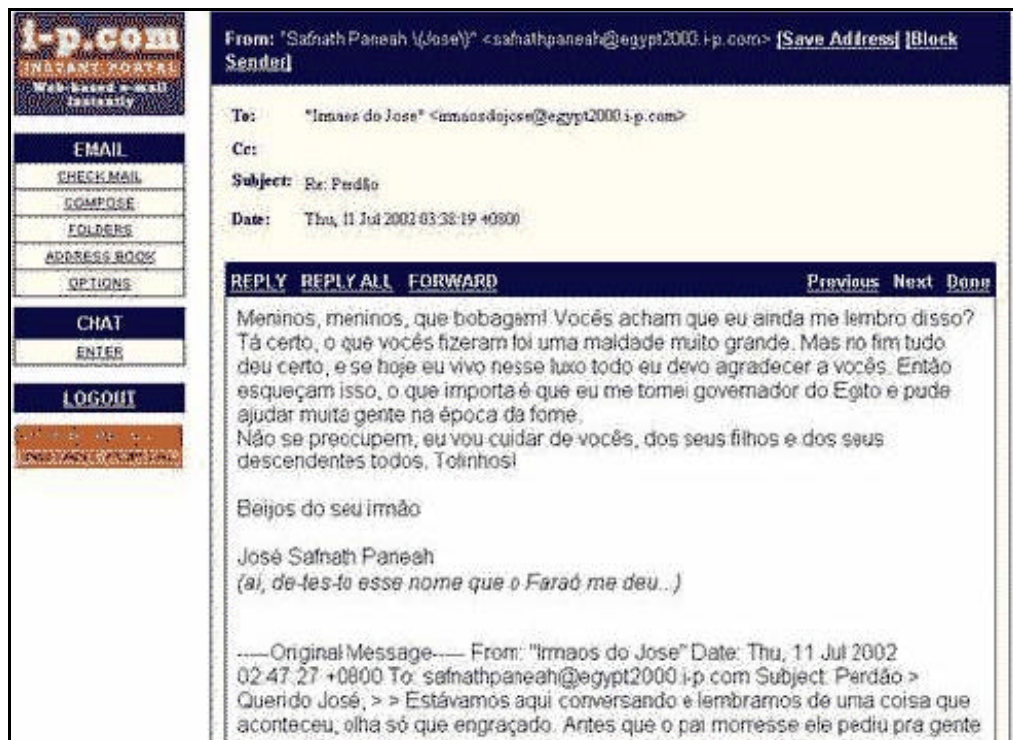 i-p.com
INSTANT PORTAL
Web-based e-mail
Instantly
EMAIL
CHECK MAIL
COMPOSE
FOLDERS
ADDRESS BOOK
OPTIONS
CHAT
ENTER
LOGOUT
From: "Safnath Paneah \(Jose\)" <safnathpaneah@egypt2000.i-p.com> [Save Address] [Block
Sender]
To: "Irmaos do Jose" <irmaosdojose@egypt2000.i-p.com>
Cc:
Subject: Re: Perdão
Date: Thu, 11 Jul 2002 03:38:19 +0800
REPLY REPLY ALL FORWARD Previous Next Done
Meninos, meninos, que bobagem! Vocês acham que eu ainda me lembro disso?
Tá certo, o que vocês fizeram foi uma maldade muito grande. Mas no fim tudo
deu certo, e se hoje eu vivo nesse luxo todo eu devo agradecer a vocês. Então
esqueçam isso, o que importa é que eu me tornei governador do Egito e pude
ajudar muita gente na época da fome.
Não se preocupem, eu vou cuidar de vocês, dos seus filhos e dos seus
descendentes todos. Tolinhos!
Beijos do seu irmão
José Safnath Paneah
(ai, de-tes-to esse nome que o Faraó me deu...)
-----Original Message----- From: "Irmaos do Jose" Date: Thu, 11 Jul 2002
02:47:27 +0800 To: safnathpaneah@egypt2000.i-p.com Subject: Perdão >
Querido José, > > Estávamos aqui conversando e lembramos de uma coisa que
aconteceu, olha só que engraçado. Antes que o pai morresse ele pediu pra gente